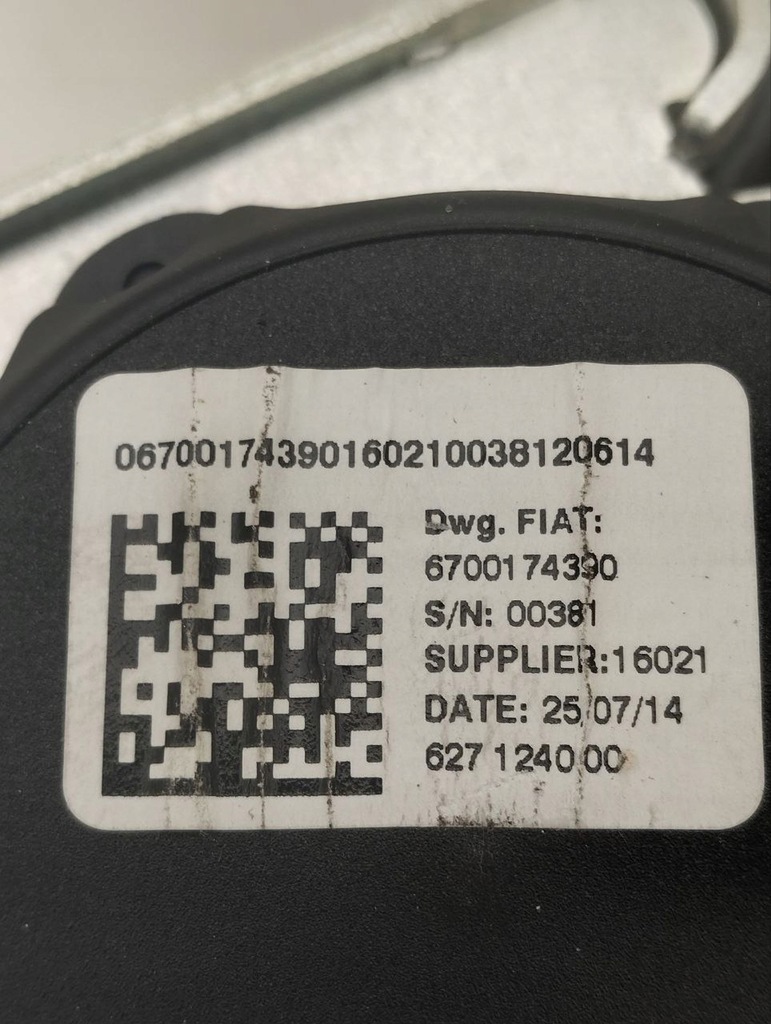 06700174390160210038120614
Dwg. FIAT:
6700174390
S/N: 00381
SUPPLIER:16021
DATE: 25/07/14
627 1240 00